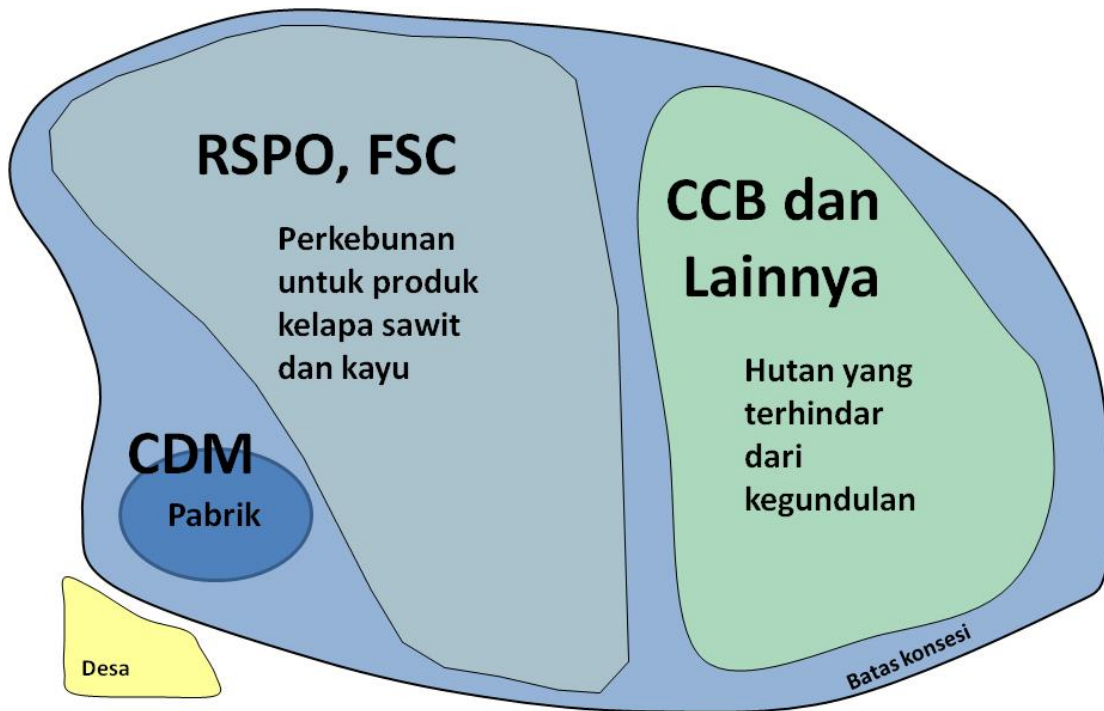 RSPO, FSC
Perkebunan
untuk produk
kelapa sawit
dan kayu
CCB dan
Lainnya
Hutan yang
terhindar
dari
kegundulan
CDM
Pabrik
Desa
Batas konsesi